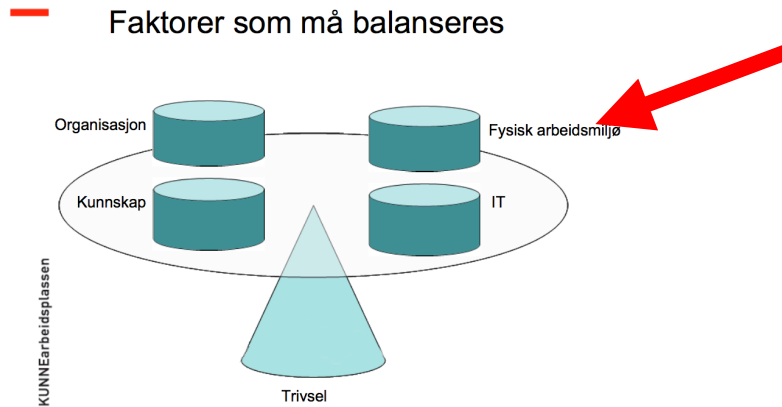 Faktorer som må balanseres
Organisasjon
Fysisk arbeidsmiljø
Kunnskap
IT
KUNNEarbeidsplassen
Trivsel